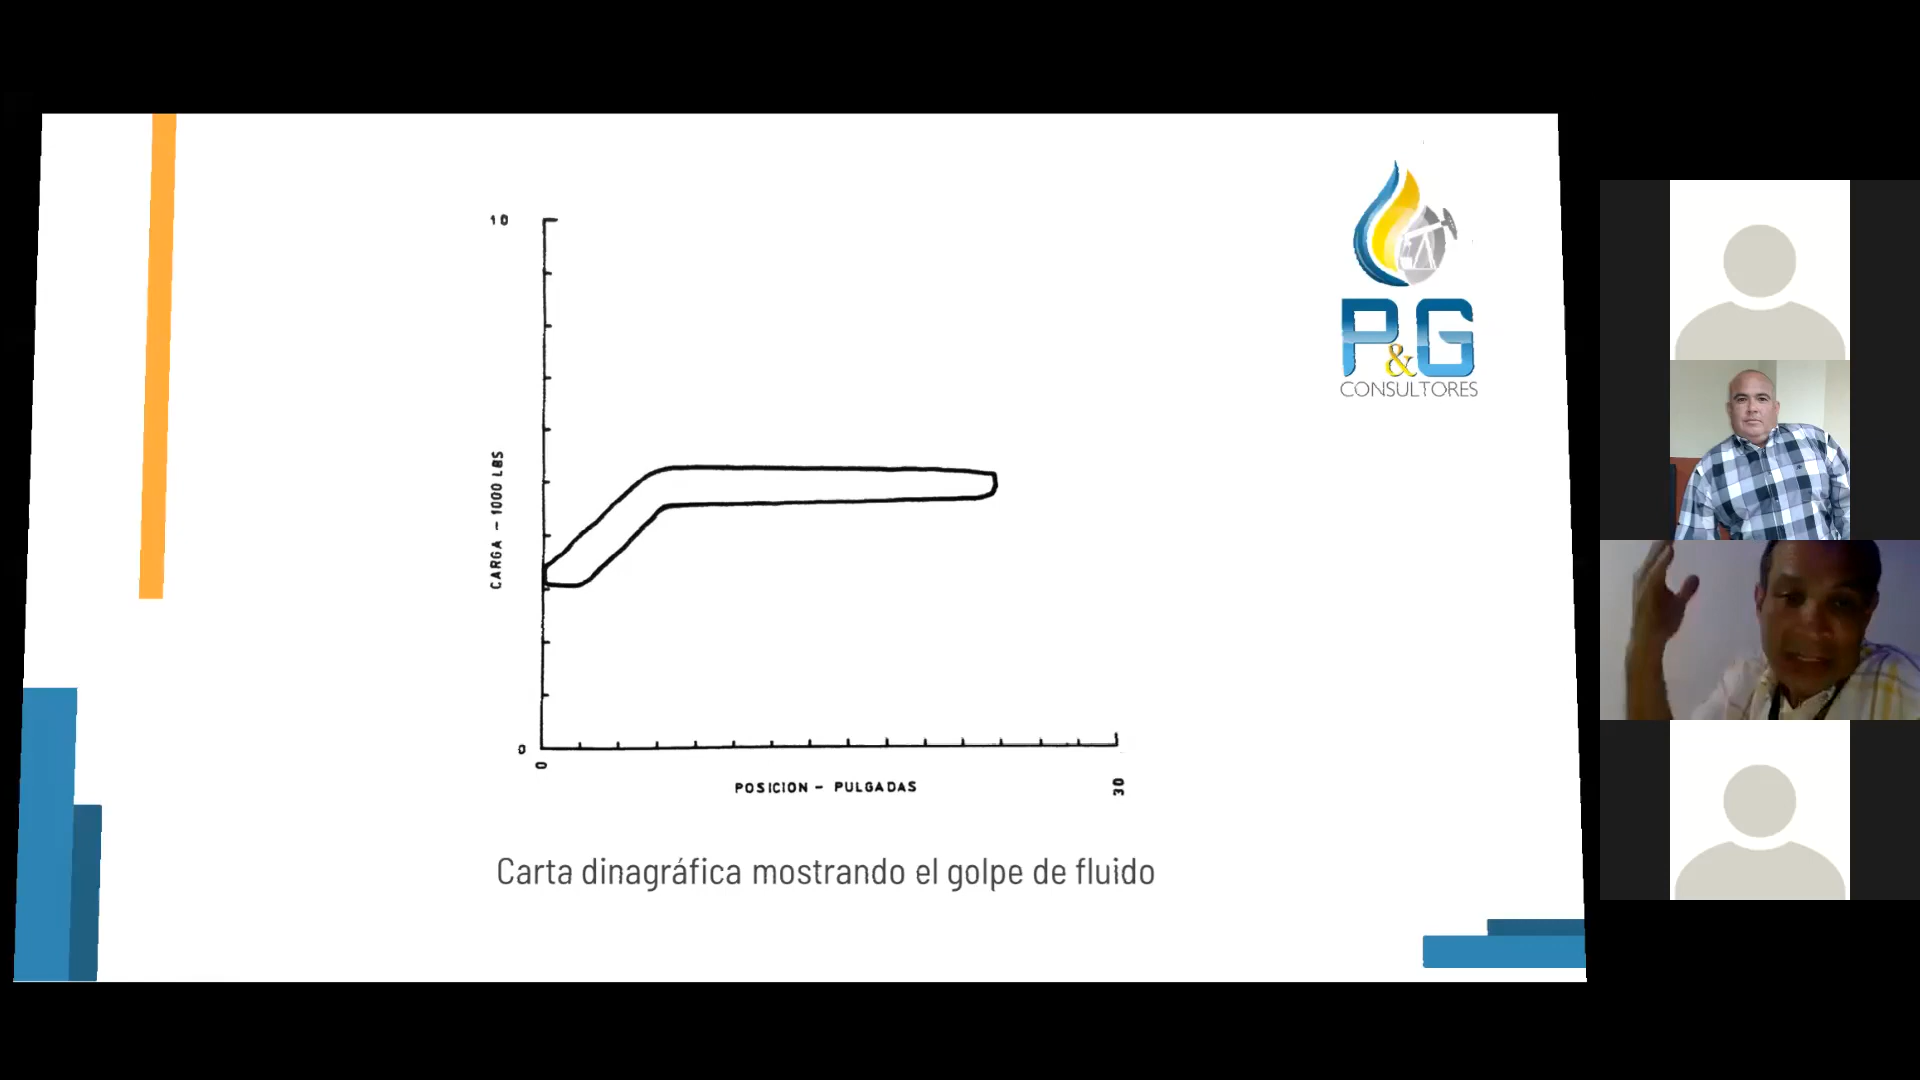 P&G
CONSULTORES
10
CARGA - 1000 LBS
0
0
30
POSICION - PULGADAS
Carta dinagráfica mostrando el golpe de fluido